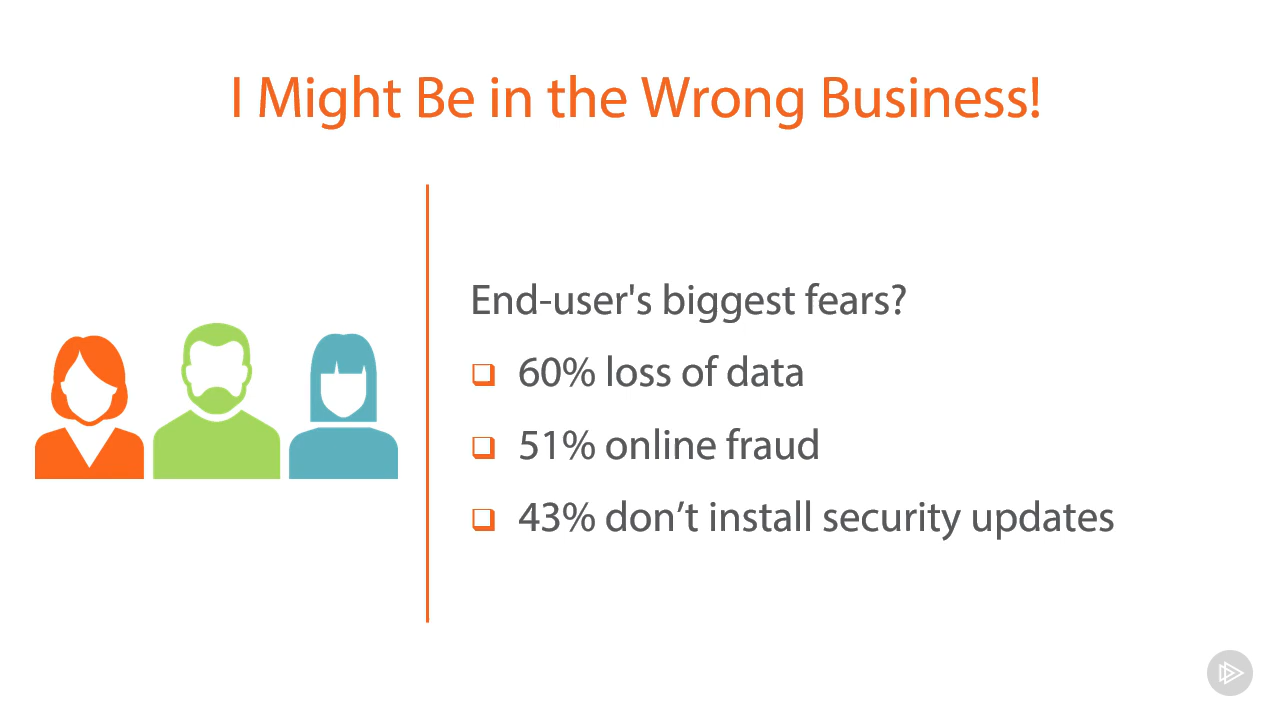 I Might Be in the Wrong Business!
End-user's biggest fears?
60% loss of data
51% online fraud
43% don’t install security updates